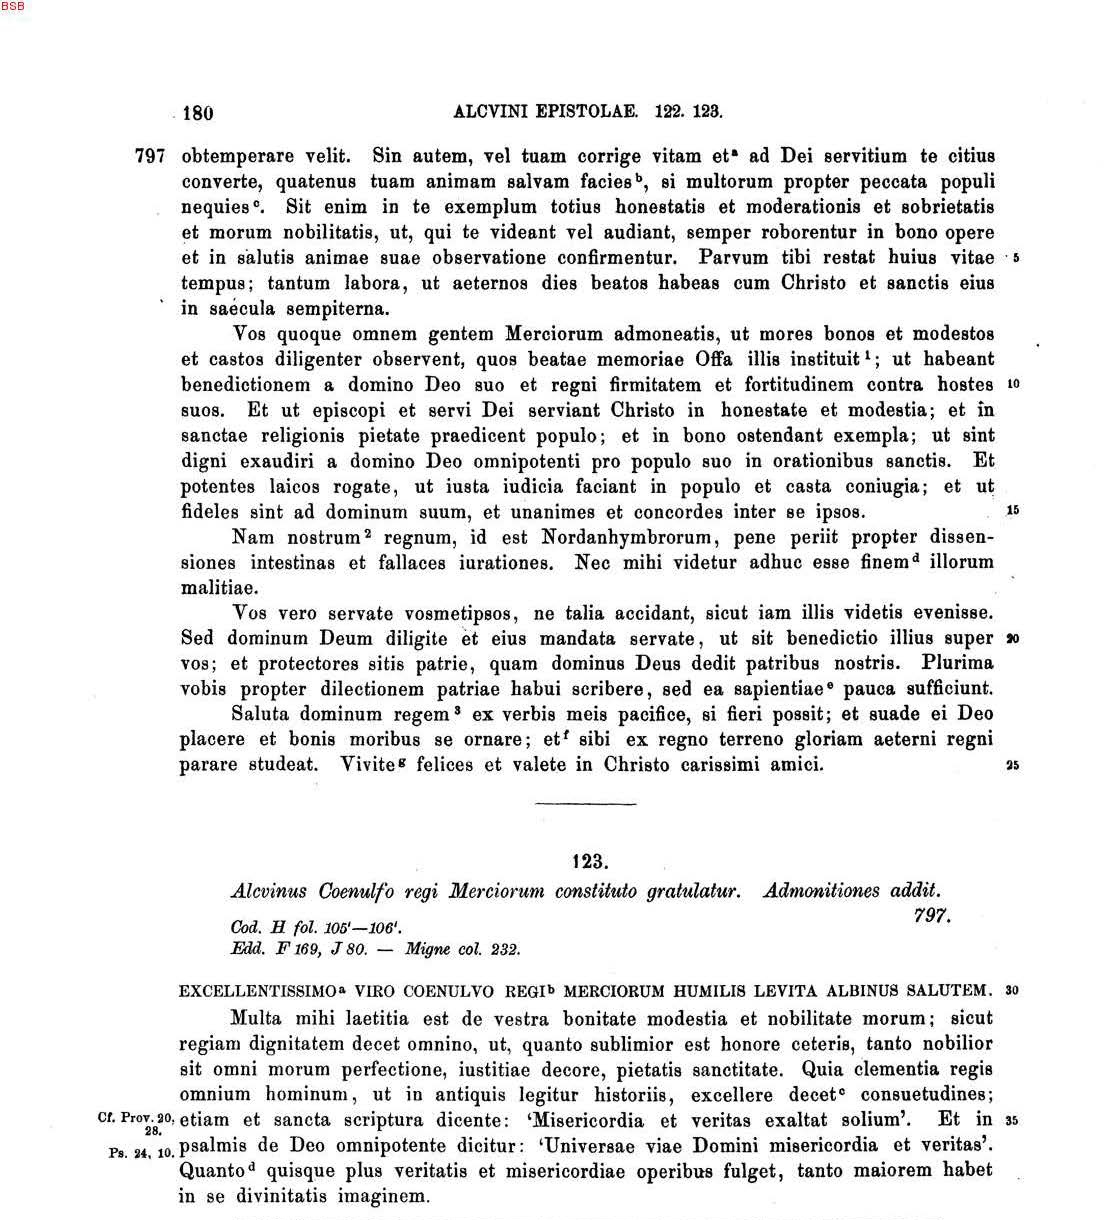 BSB
180 ALCVINI EPISTOLAE. 122. 123.
797 obtemperare velit. Sin autem, vel tuam corrige vitam etᵃ ad Dei servitium te citius
converte, quatenus tuam animam salvam faciesᵇ, si multorum propter peccata populi
nequiesᶜ. Sit enim in te exemplum totius honestatis et moderationis et sobrietatis
et morum nobilitatis, ut, qui te videant vel audiant, semper roborentur in bono opere
et in salutis animae suae observatione confirmentur. Parvum tibi restat huius vitae 5
tempus; tantum labora, ut aeternos dies beatos habeas cum Christo et sanctis eius
in saecula sempiterna.
Vos quoque omnem gentem Merciorum admoneatis, ut mores bonos et modestos
et castos diligenter observent, quos beatae memoriae Offa illis instituit¹; ut habeant
benedictionem a domino Deo suo et regni firmitatem et fortitudinem contra hostes 10
suos. Et ut episcopi et servi Dei serviant Christo in honestate et modestia; et in
sanctae religionis pietate praedicent populo; et in bono ostendant exempla; ut sint
digni exaudiri a domino Deo omnipotenti pro populo suo in orationibus sanctis. Et
potentes laicos rogate, ut iusta iudicia faciant in populo et casta coniugia; et ut
fideles sint ad dominum suum, et unanimes et concordes inter se ipsos. 15
Nam nostrum² regnum, id est Nordanhymbrorum, pene periit propter dissen-
siones intestinas et fallaces iurationes. Nec mihi videtur adhuc esse finemᵈ illorum
malitiae.
Vos vero servate vosmetipsos, ne talia accidant, sicut iam illis videtis evenisse.
Sed dominum Deum diligite et eius mandata servate, ut sit benedictio illius super 20
vos; et protectores sitis patrie, quam dominus Deus dedit patribus nostris. Plurima
vobis propter dilectionem patriae habui scribere, sed ea sapientiaeᵉ pauca sufficiunt.
Saluta dominum regem³ ex verbis meis pacifice, si fieri possit; et suade ei Deo
placere et bonis moribus se ornare; etᶠ sibi ex regno terreno gloriam aeterni regni
parare studeat. Viviteᵍ felices et valete in Christo carissimi amici. 25
123.
Alcvinus Coenulfo regi Merciorum constituto gratulatur. Admonitiones addit.
797.
Cod. H fol. 105'—106'.
Edd. F 169, J 80. — Migne col. 232.
EXCELLENTISSIMOᵃ VIRO COENULVO REGIᵇ MERCIORUM HUMILIS LEVITA ALBINUS SALUTEM. 30
Multa mihi laetitia est de vestra bonitate modestia et nobilitate morum; sicut
regiam dignitatem decet omnino, ut, quanto sublimior est honore ceteris, tanto nobilior
sit omni morum perfectione, iustitiae decore, pietatis sanctitate. Quia clementia regis
omnium hominum, ut in antiquis legitur historiis, excellere decetᶜ consuetudines;
Cf. Prov. 20, etiam et sancta scriptura dicente: ‘Misericordia et veritas exaltat solium’. Et in 35
28.
Ps. 24, 10. psalmis de Deo omnipotente dicitur: ‘Universae viae Domini misericordia et veritas’.
Quantoᵈ quisque plus veritatis et misericordiae operibus fulget, tanto maiorem habet
in se divinitatis imaginem.